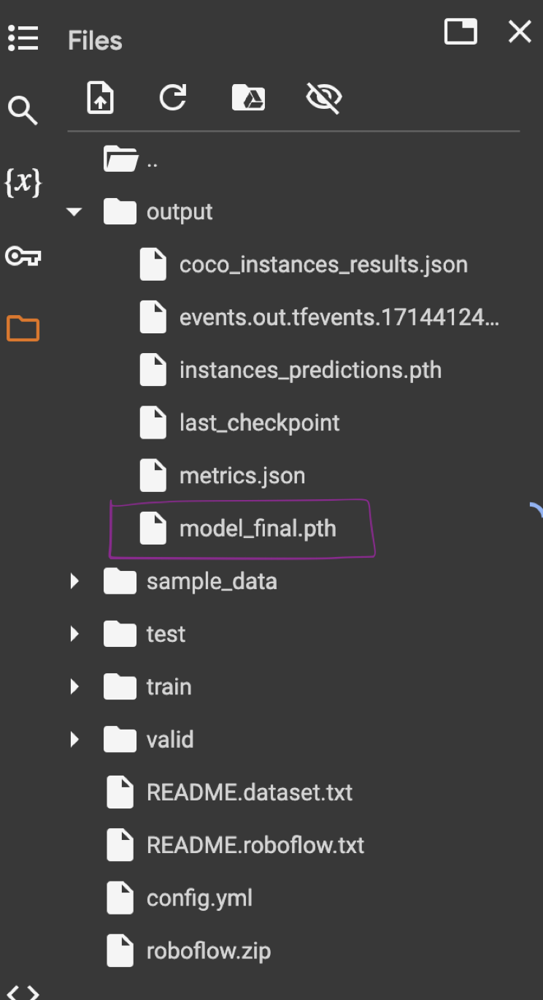 Files
{x}
..
output
coco_instances_results.json
events.out.tfevents.17144124...
instances_predictions.pth
last_checkpoint
metrics.json
model_final.pth
sample_data
test
train
valid
README.dataset.txt
README.roboflow.txt
config.yml
roboflow.zip